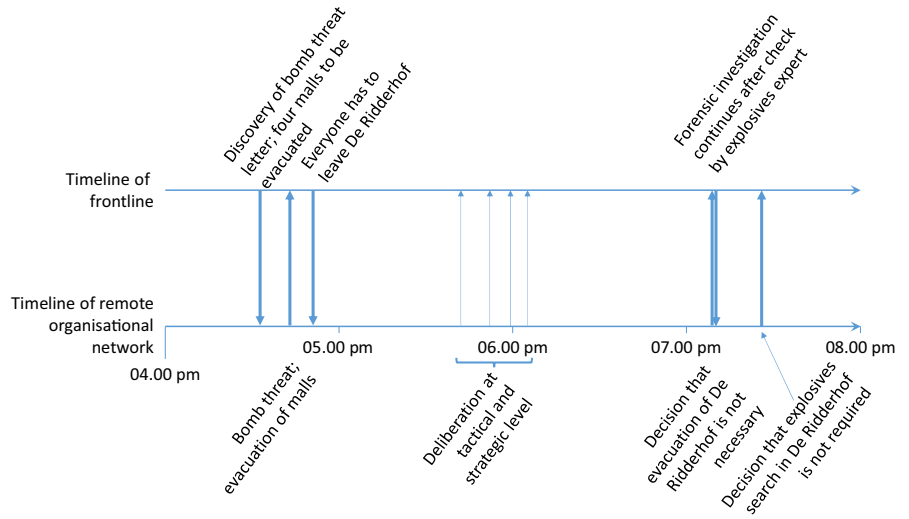 Discovery of bomb threat
letter; four malls to be
evacuated
Everyone has to
leave De Ridderhof
Forensic investigation
continues after check
by explosives expert
Timeline of
frontline
Timeline of remote
organisational
network
04.00 pm
05.00 pm
06.00 pm
07.00 pm
08.00 pm
Bomb threat;
evacuation of malls
Deliberation at
tactical and
strategic level
Decision that
evacuation of De
Ridderhof is not
necessary
Decision that explosives
search in De Ridderhof
is not required